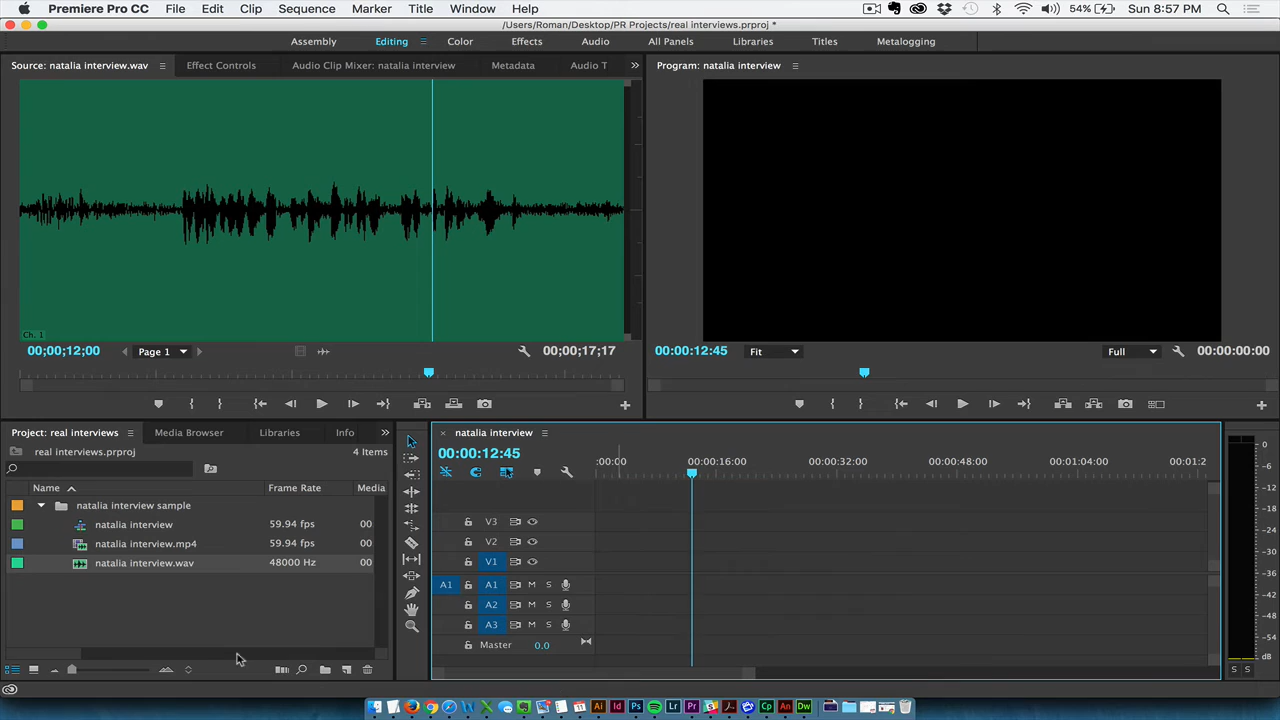 Premiere Pro CC File Edit Clip Sequence Marker Title Window Help 54% Sun 8:57 PM
/Users/Roman/Desktop/PR Projects/real interviews.prproj *
Assembly Editing Color Effects Audio All Panels Libraries Titles Metalogging
Source: natalia interview.wav Effect Controls Audio Clip Mixer: natalia interview Metadata Audio T
Program: natalia interview
Ch. 1
00;00;12;00 Page 1 00;00;17;17
00:00:12:45 Fit Full 00:00:00:00
Project: real interviews Media Browser Libraries Info
real interviews.prproj 4 Items
Name Frame Rate Media
natalia interview sample
natalia interview 59.94 fps 00
natalia interview.mp4 59.94 fps 00
natalia interview.wav 48000 Hz 00
× natalia interview
00:00:12:45
:00:00 00:00:16:00 00:00:32:00 00:00:48:00 00:01:04:00 00:01:2
V3
V2
V1
A1 A1 M S
A2 M S
A3 M S
Master 0.0
0
-6
-12
-18
-24
-30
-36
-42
-48
-54
dB
S S